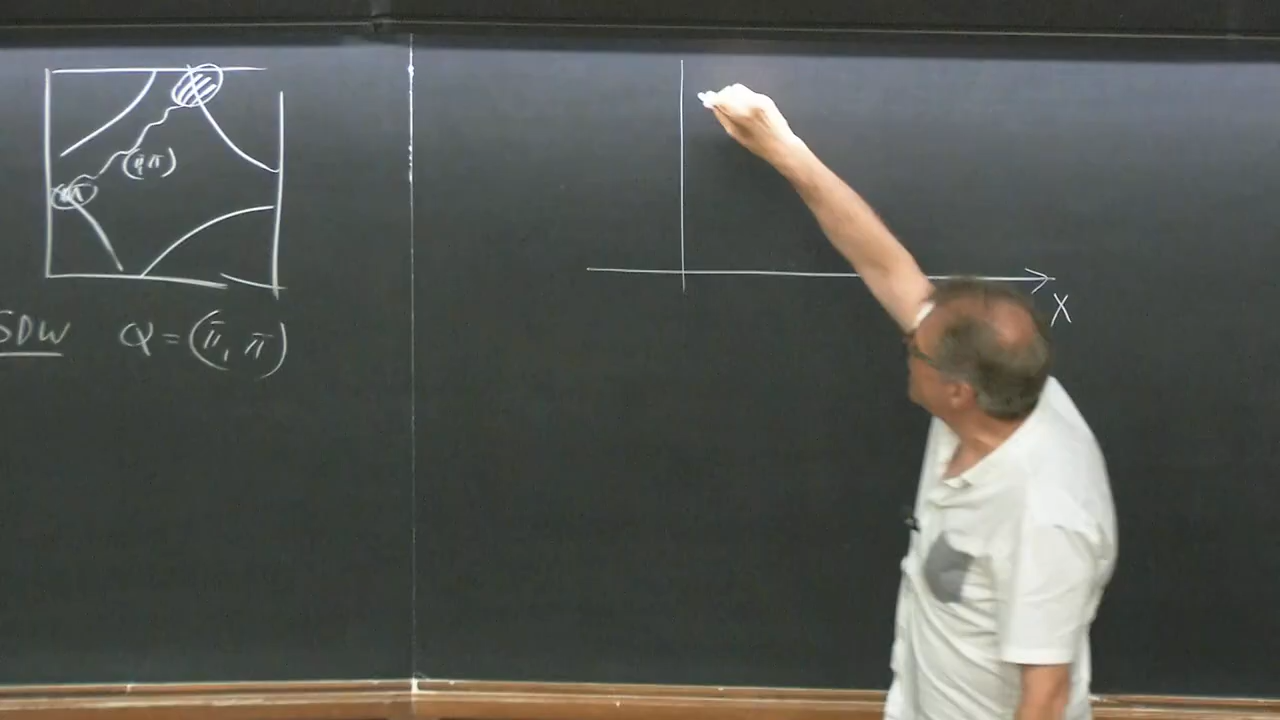 (π,π)
SDW Q = (π, π)
x